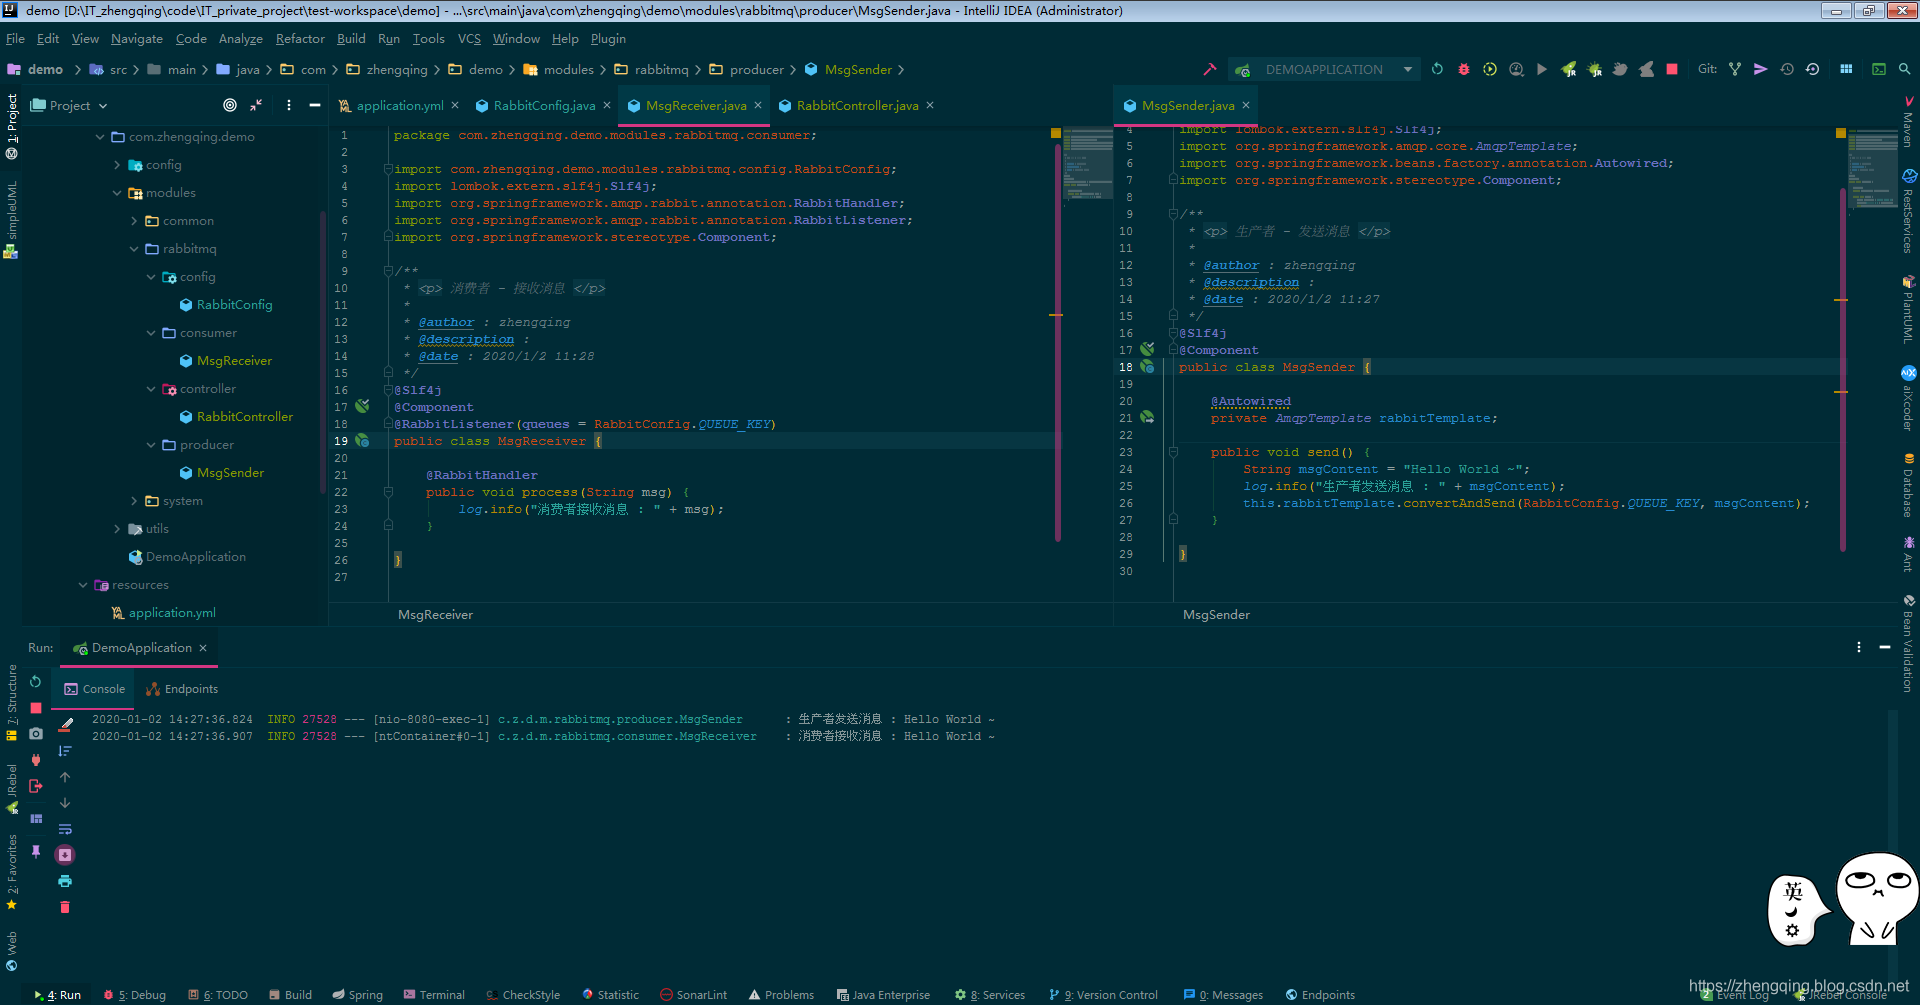 demo [D:\IT_zhengqing\code\IT_private_project\test-workspace\demo] - ...\src\main\java\com\zhengqing\demo\modules\rabbitmq\producer\MsgSender.java - IntelliJ IDEA (Administrator)
File Edit View Navigate Code Analyze Refactor Build Run Tools VCS Window Help Plugin
demo src main java com zhengqing demo modules rabbitmq producer MsgSender
DEMOAPPLICATION Git:
1: Project
simpleUML
Project
com.zhengqing.demo
config
modules
common
rabbitmq
config
RabbitConfig
consumer
MsgReceiver
controller
RabbitController
producer
MsgSender
system
utils
DemoApplication
resources
application.yml
application.yml × RabbitConfig.java × MsgReceiver.java × RabbitController.java ×
1 package com.zhengqing.demo.modules.rabbitmq.consumer;
2
3 import com.zhengqing.demo.modules.rabbitmq.config.RabbitConfig;
4 import lombok.extern.slf4j.Slf4j;
5 import org.springframework.amqp.rabbit.annotation.RabbitHandler;
6 import org.springframework.amqp.rabbit.annotation.RabbitListener;
7 import org.springframework.stereotype.Component;
8
9 /**
10 * <p> 消费者 - 接收消息 </p>
11 *
12 * @author : zhengqing
13 * @description :
14 * @date : 2020/1/2 11:28
15 */
16 @Slf4j
17 @Component
18 @RabbitListener(queues = RabbitConfig.QUEUE_KEY)
19 public class MsgReceiver {
20
21 @RabbitHandler
22 public void process(String msg) {
23 log.info("消费者接收消息 : " + msg);
24 }
25
26 }
27
MsgReceiver
MsgSender.java ×
4 import lombok.extern.slf4j.Slf4j;
5 import org.springframework.amqp.core.AmqpTemplate;
6 import org.springframework.beans.factory.annotation.Autowired;
7 import org.springframework.stereotype.Component;
8
9 /**
10 * <p> 生产者 - 发送消息 </p>
11 *
12 * @author : zhengqing
13 * @description :
14 * @date : 2020/1/2 11:27
15 */
16 @Slf4j
17 @Component
18 public class MsgSender {
19
20 @Autowired
21 private AmqpTemplate rabbitTemplate;
22
23 public void send() {
24 String msgContent = "Hello World ~";
25 log.info("生产者发送消息 : " + msgContent);
26 this.rabbitTemplate.convertAndSend(RabbitConfig.QUEUE_KEY, msgContent);
27 }
28
29 }
30
MsgSender
Maven
RestServices
PlantUML
aiXcoder
Database
Ant
Bean Validation
Run: DemoApplication ×
Console Endpoints
2020-01-02 14:27:36.824 INFO 27528 --- [nio-8080-exec-1] c.z.d.m.rabbitmq.producer.MsgSender : 生产者发送消息 : Hello World ~
2020-01-02 14:27:36.907 INFO 27528 --- [ntContainer#0-1] c.z.d.m.rabbitmq.consumer.MsgReceiver : 消费者接收消息 : Hello World ~
7: Structure
JRebel
2: Favorites
Web
英
4: Run 5: Debug 6: TODO Build Spring Terminal CheckStyle Statistic SonarLint Problems Java Enterprise 8: Services 9: Version Control 0: Messages Endpoints 2 Event Log JRebel Console
https://zhengqing.blog.csdn.net